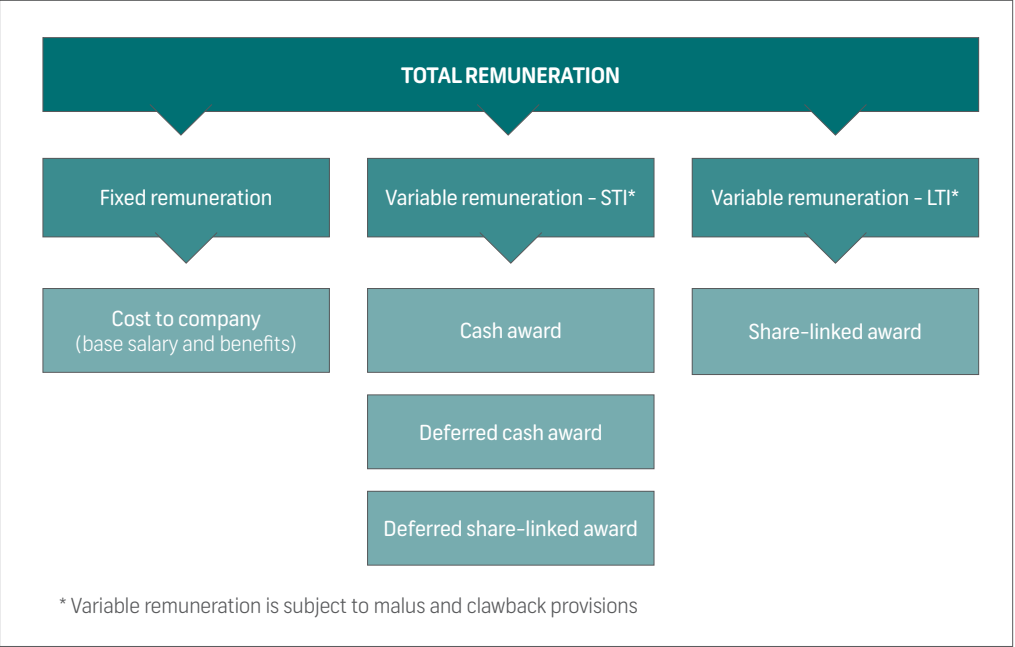 TOTAL REMUNERATION
Fixed remuneration
Variable remuneration - STI*
Variable remuneration - LTI*
Cost to company
(base salary and benefits)
Cash award
Share-linked award
Deferred cash award
Deferred share-linked award
* Variable remuneration is subject to malus and clawback provisions